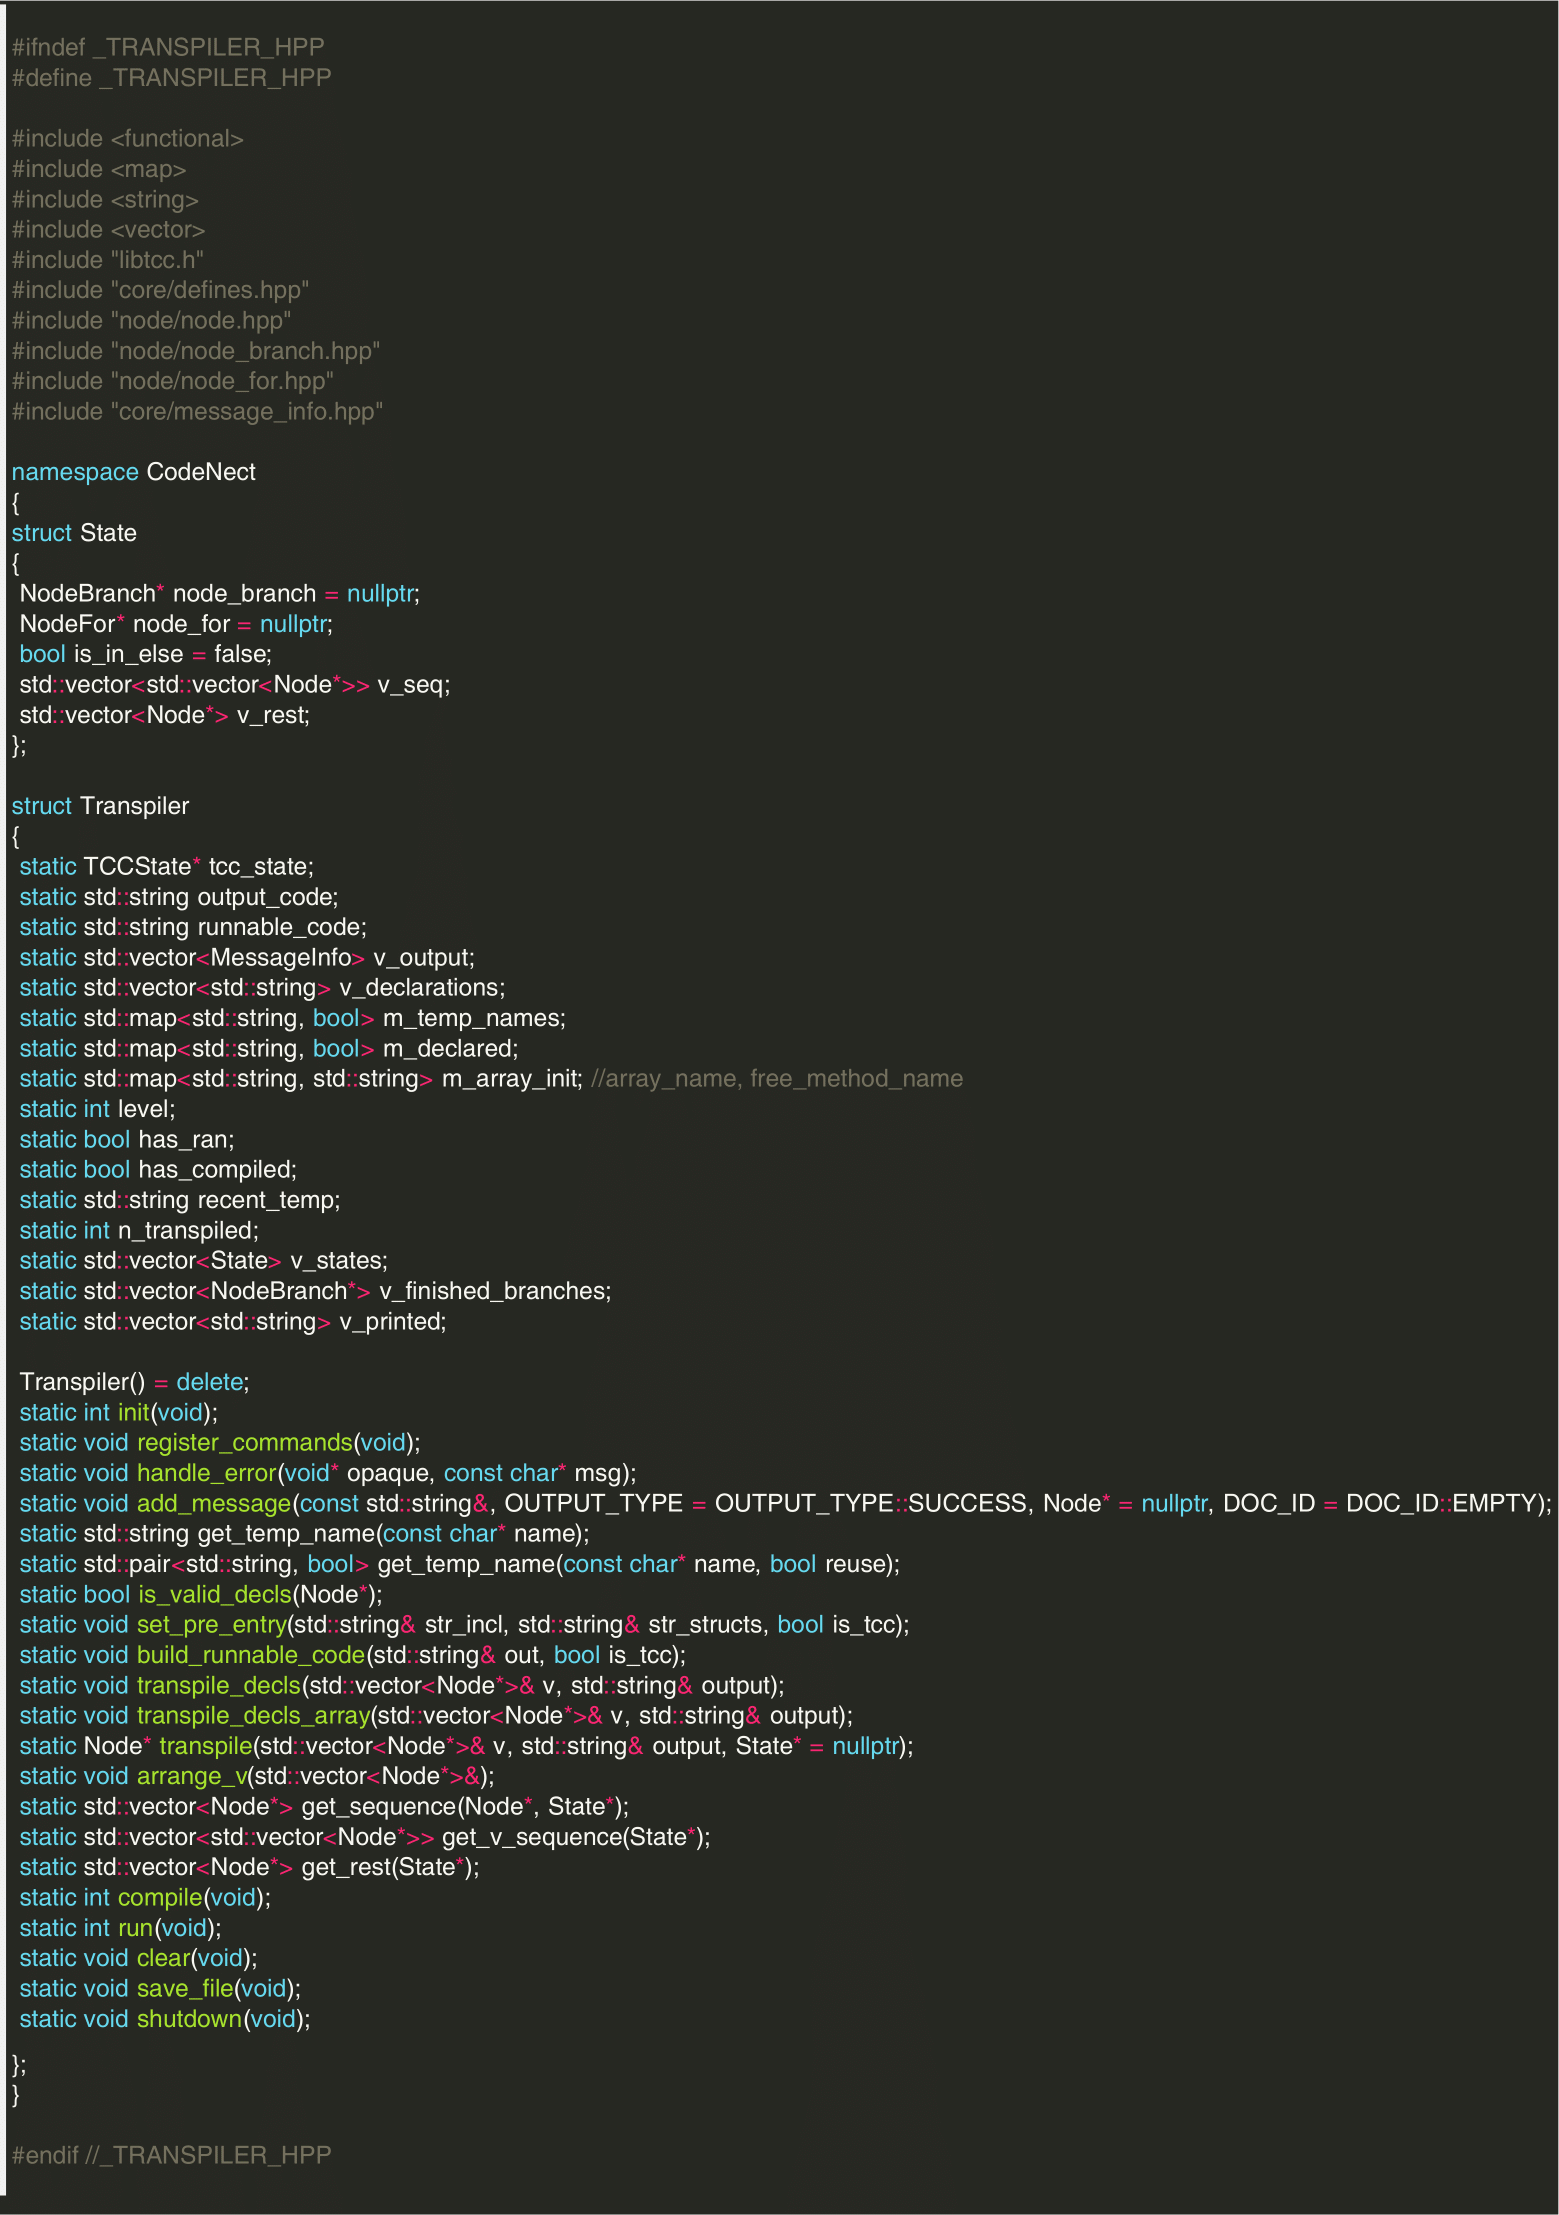 #ifndef _TRANSPILER_HPP
#define _TRANSPILER_HPP

#include <functional>
#include <map>
#include <string>
#include <vector>
#include "libtcc.h"
#include "core/defines.hpp"
#include "node/node.hpp"
#include "node/node_branch.hpp"
#include "node/node_for.hpp"
#include "core/message_info.hpp"

namespace CodeNect
{
struct State
{
 NodeBranch* node_branch = nullptr;
 NodeFor* node_for = nullptr;
 bool is_in_else = false;
 std::vector<std::vector<Node*>> v_seq;
 std::vector<Node*> v_rest;
};

struct Transpiler
{
 static TCCState* tcc_state;
 static std::string output_code;
 static std::string runnable_code;
 static std::vector<MessageInfo> v_output;
 static std::vector<std::string> v_declarations;
 static std::map<std::string, bool> m_temp_names;
 static std::map<std::string, bool> m_declared;
 static std::map<std::string, std::string> m_array_init; //array_name, free_method_name
 static int level;
 static bool has_ran;
 static bool has_compiled;
 static std::string recent_temp;
 static int n_transpiled;
 static std::vector<State> v_states;
 static std::vector<NodeBranch*> v_finished_branches;
 static std::vector<std::string> v_printed;

 Transpiler() = delete;
 static int init(void);
 static void register_commands(void);
 static void handle_error(void* opaque, const char* msg);
 static void add_message(const std::string&, OUTPUT_TYPE = OUTPUT_TYPE::SUCCESS, Node* = nullptr, DOC_ID = DOC_ID::EMPTY);
 static std::string get_temp_name(const char* name);
 static std::pair<std::string, bool> get_temp_name(const char* name, bool reuse);
 static bool is_valid_decls(Node*);
 static void set_pre_entry(std::string& str_incl, std::string& str_structs, bool is_tcc);
 static void build_runnable_code(std::string& out, bool is_tcc);
 static void transpile_decls(std::vector<Node*>& v, std::string& output);
 static void transpile_decls_array(std::vector<Node*>& v, std::string& output);
 static Node* transpile(std::vector<Node*>& v, std::string& output, State* = nullptr);
 static void arrange_v(std::vector<Node*>&);
 static std::vector<Node*> get_sequence(Node*, State*);
 static std::vector<std::vector<Node*>> get_v_sequence(State*);
 static std::vector<Node*> get_rest(State*);
 static int compile(void);
 static int run(void);
 static void clear(void);
 static void save_file(void);
 static void shutdown(void);

};
}

#endif //_TRANSPILER_HPP